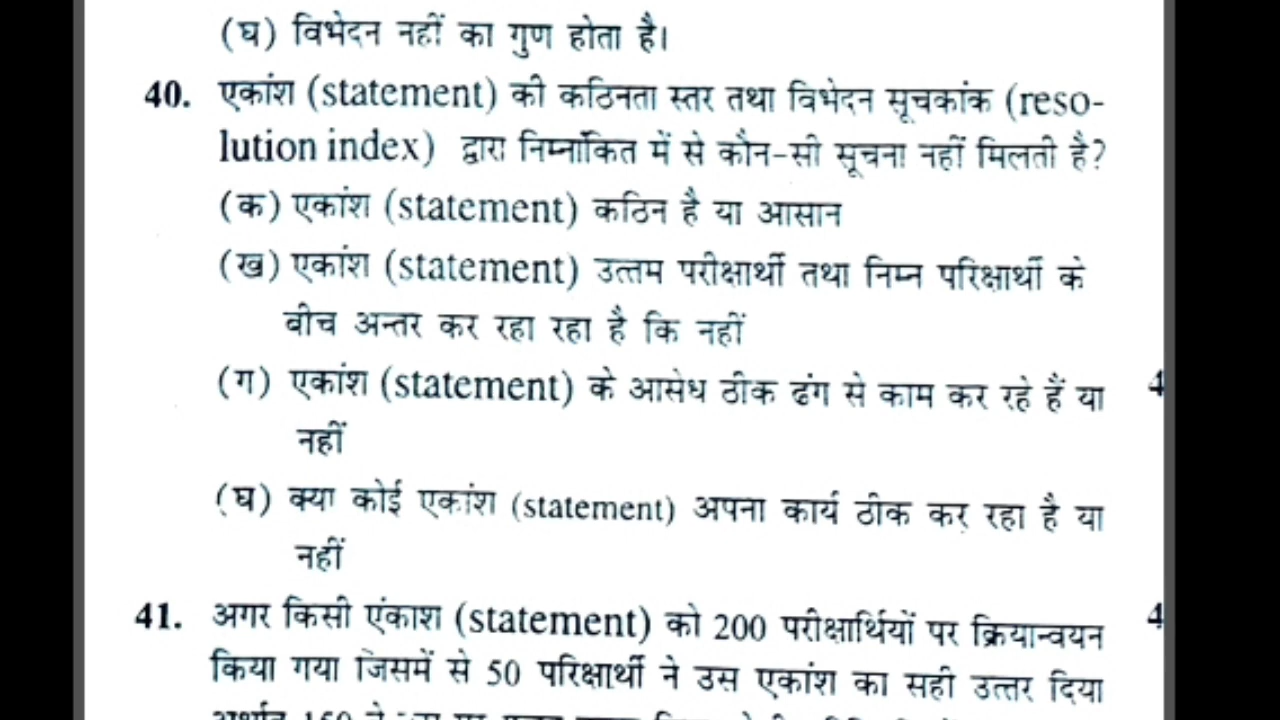 (घ) विभेदन नहीं का गुण होता है।
40. एकांश (statement) की कठिनता स्तर तथा विभेदन सूचकांक (reso-
lution index) द्वारा निम्नांकित में से कौन-सी सूचना नहीं मिलती है?
(क) एकांश (statement) कठिन है या आसान
(ख) एकांश (statement) उत्तम परीक्षार्थी तथा निम्न परिक्षार्थी के
बीच अन्तर कर रहा रहा है कि नहीं
(ग) एकांश (statement) के आसेध ठीक ढंग से काम कर रहे हैं या
4
नहीं
(घ) क्या कोई एकांश (statement) अपना कार्य ठीक कर रहा है या
नहीं
41. अगर किसी एंकाश (statement) को 200 परीक्षार्थियों पर क्रियान्वयन
4
किया गया जिसमें से 50 परिक्षार्थी ने उस एकांश का सही उत्तर दिया